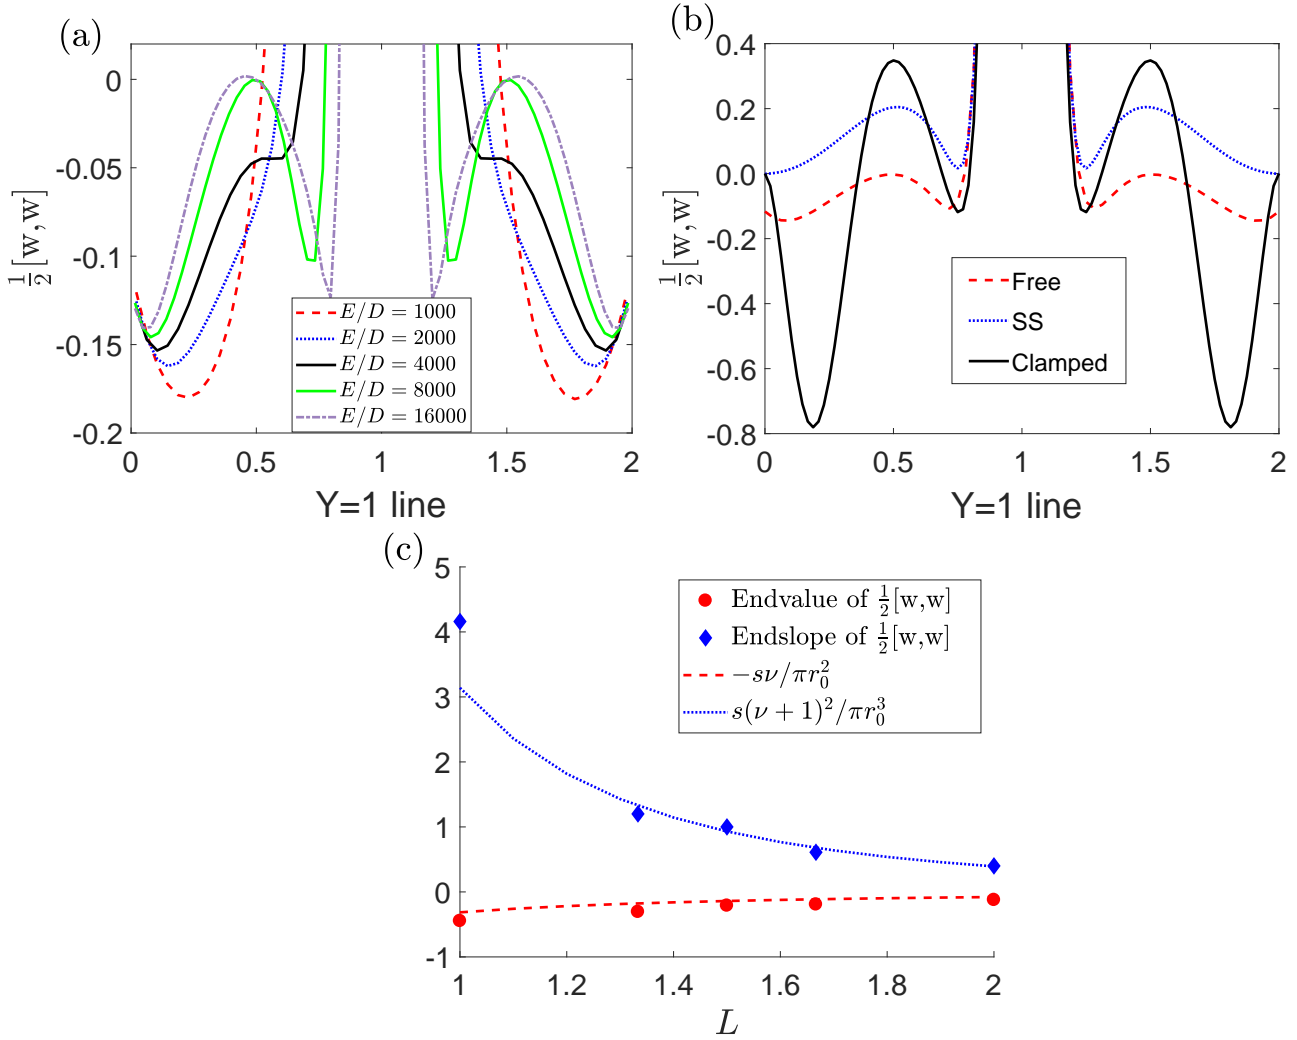 (a)
0
-0.05
-0.1
-0.15
-0.2
½[w,w]
0 0.5 1 1.5 2
Y=1 line
E/D = 1000
E/D = 2000
E/D = 4000
E/D = 8000
E/D = 16000
(b)
0.4
0.2
0.0
-0.2
-0.4
-0.6
-0.8
½[w,w]
0 0.5 1 1.5 2
Y=1 line
Free
SS
Clamped
(c)
5
4
3
2
1
0
-1
1 1.2 1.4 1.6 1.8 2
L
Endvalue of ½[w,w]
Endslope of ½[w,w]
−sν/πr₀²
s(ν + 1)²/πr₀³